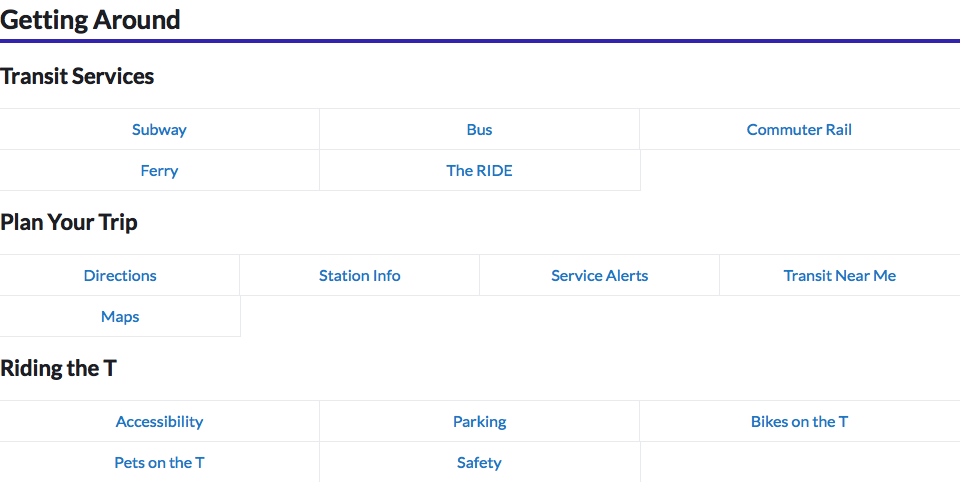 Getting Around
Transit Services
Subway Bus Commuter Rail
Ferry The RIDE
Plan Your Trip
Directions Station Info Service Alerts Transit Near Me
Maps
Riding the T
Accessibility Parking Bikes on the T
Pets on the T Safety